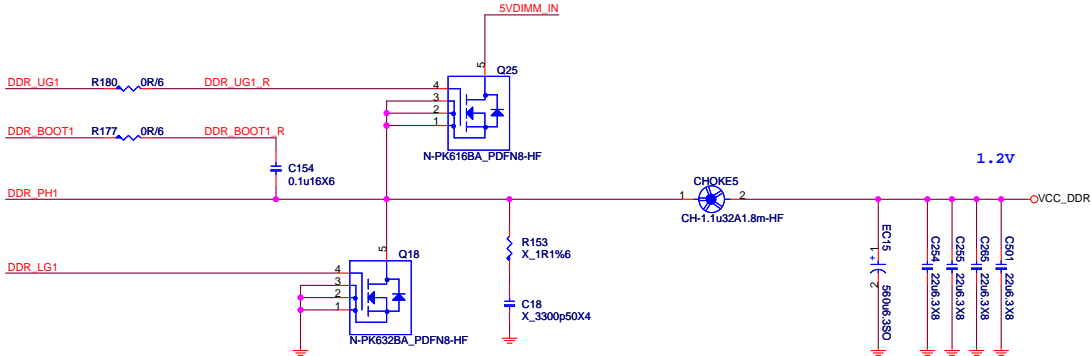 5VDIMM_IN
Q25
5
DDR_UG1
R180
0R/6
DDR_UG1_R
4
3
2
1
DDR_BOOT1
R177
0R/6
DDR_BOOT1_R
N-PK616BA_PDFN8-HF
C154
0.1u16X6
1.2V
DDR_PH1
CHOKE5
1
2
CH-1.1u32A1.8m-HF
VCC_DDR
R153
X_1R1%6
C18
X_3300p50X4
Q18
5
DDR_LG1
4
3
2
1
N-PK632BA_PDFN8-HF
EC15
1
+
2
560u6.3SO
C254
22u6.3X8
C255
22u6.3X8
C265
22u6.3X8
C501
22u6.3X8